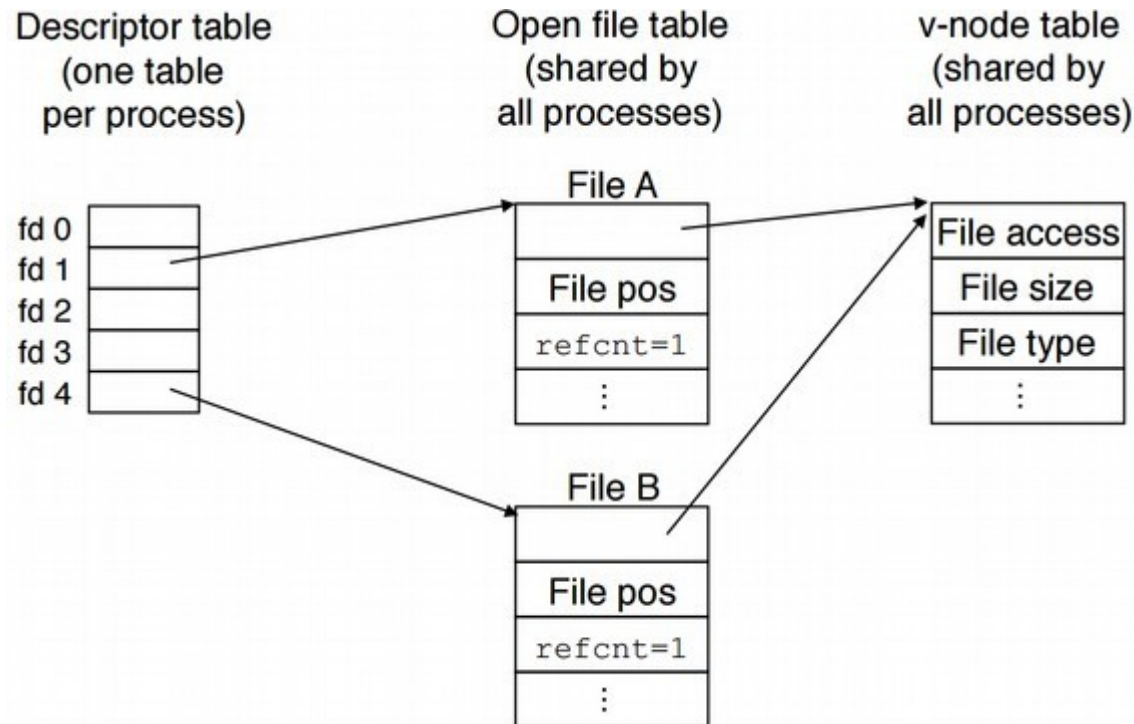 Descriptor table
(one table
per process)
Open file table
(shared by
all processes)
v-node table
(shared by
all processes)
fd 0
fd 1
fd 2
fd 3
fd 4
File A
File pos
refcnt=1
⋮
File B
File pos
refcnt=1
⋮
File access
File size
File type
⋮